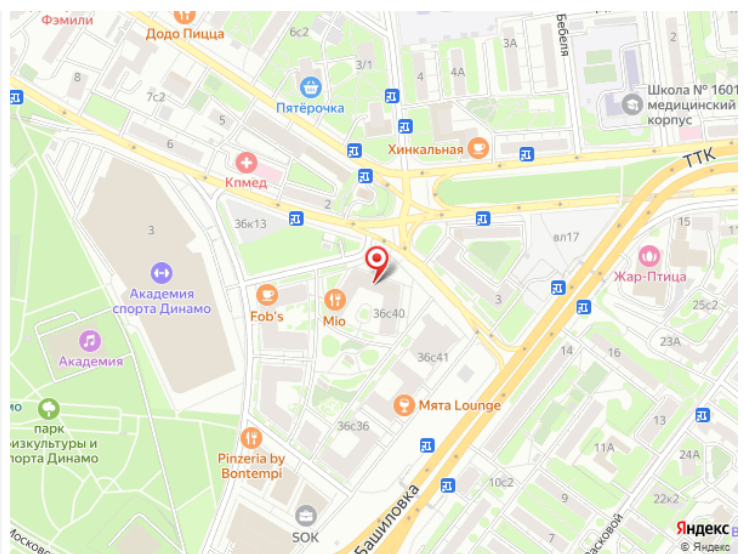 Фэмили
Додо Пицца
6с2
3А
Бебеля
2
8
7с2
3/1
4
4А
Пятёрочка
Школа № 1601
медицинский
корпус
6
Хинкальная
ТТК
Кпмед
2
36к13
3
вл17
15
Жар-Птица
Академия
спорта Динамо
Fob's
Mio
36с40
3
25с2
23А
Академия
36с41
14
16
парк
физкультуры и
спорта Динамо
Мята Lounge
36с36
13
11А
24А
Pinzeria by
Bontempi
10с2
9
7
22к2
SOK
Башиловка
Московс
Яндекс
© Яндекс